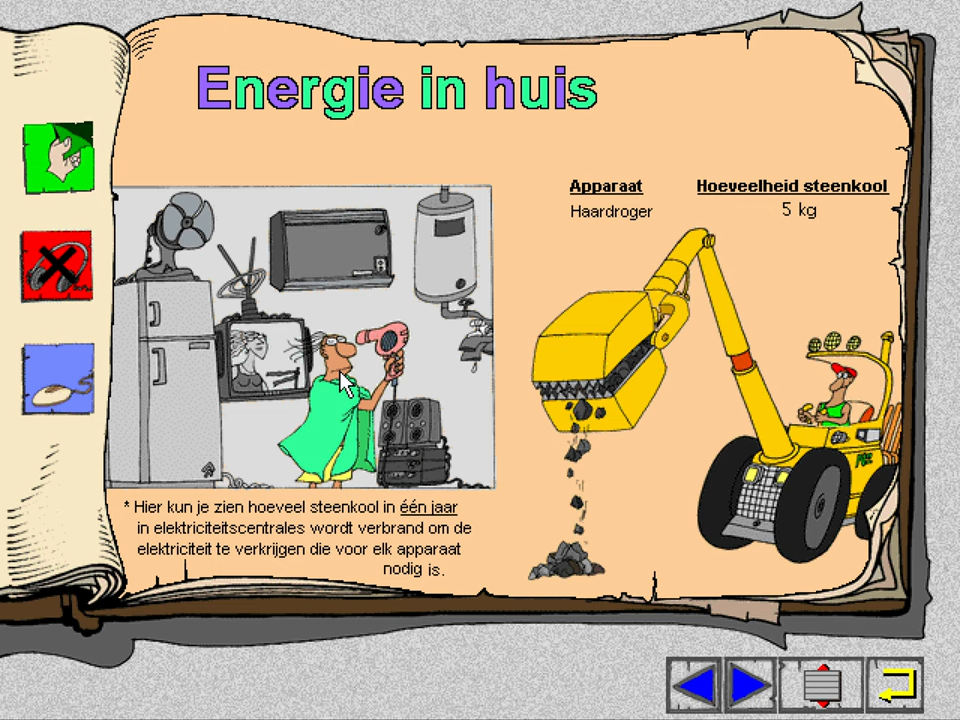 Energie in huis
Apparaat Hoeveelheid steenkool
Haardroger 5 kg
* Hier kun je zien hoeveel steenkool in één jaar
in elektriciteitscentrales wordt verbrand om de
elektriciteit te verkrijgen die voor elk apparaat
nodig is.